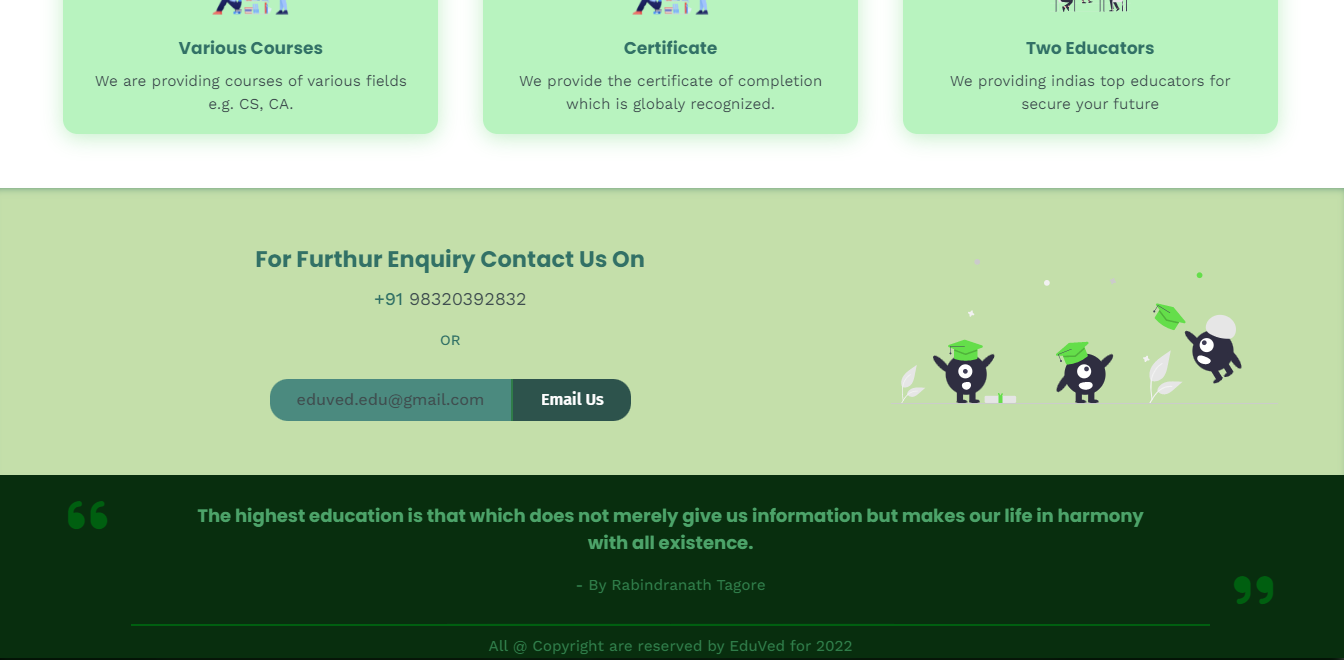 Various Courses
We are providing courses of various fields
e.g. CS, CA.
Certificate
We provide the certificate of completion
which is globaly recognized.
Two Educators
We providing indias top educators for
secure your future
For Furthur Enquiry Contact Us On
+91 98320392832
OR
eduved.edu@gmail.com
Email Us
“
The highest education is that which does not merely give us information but makes our life in harmony
with all existence.
- By Rabindranath Tagore
”
All @ Copyright are reserved by EduVed for 2022